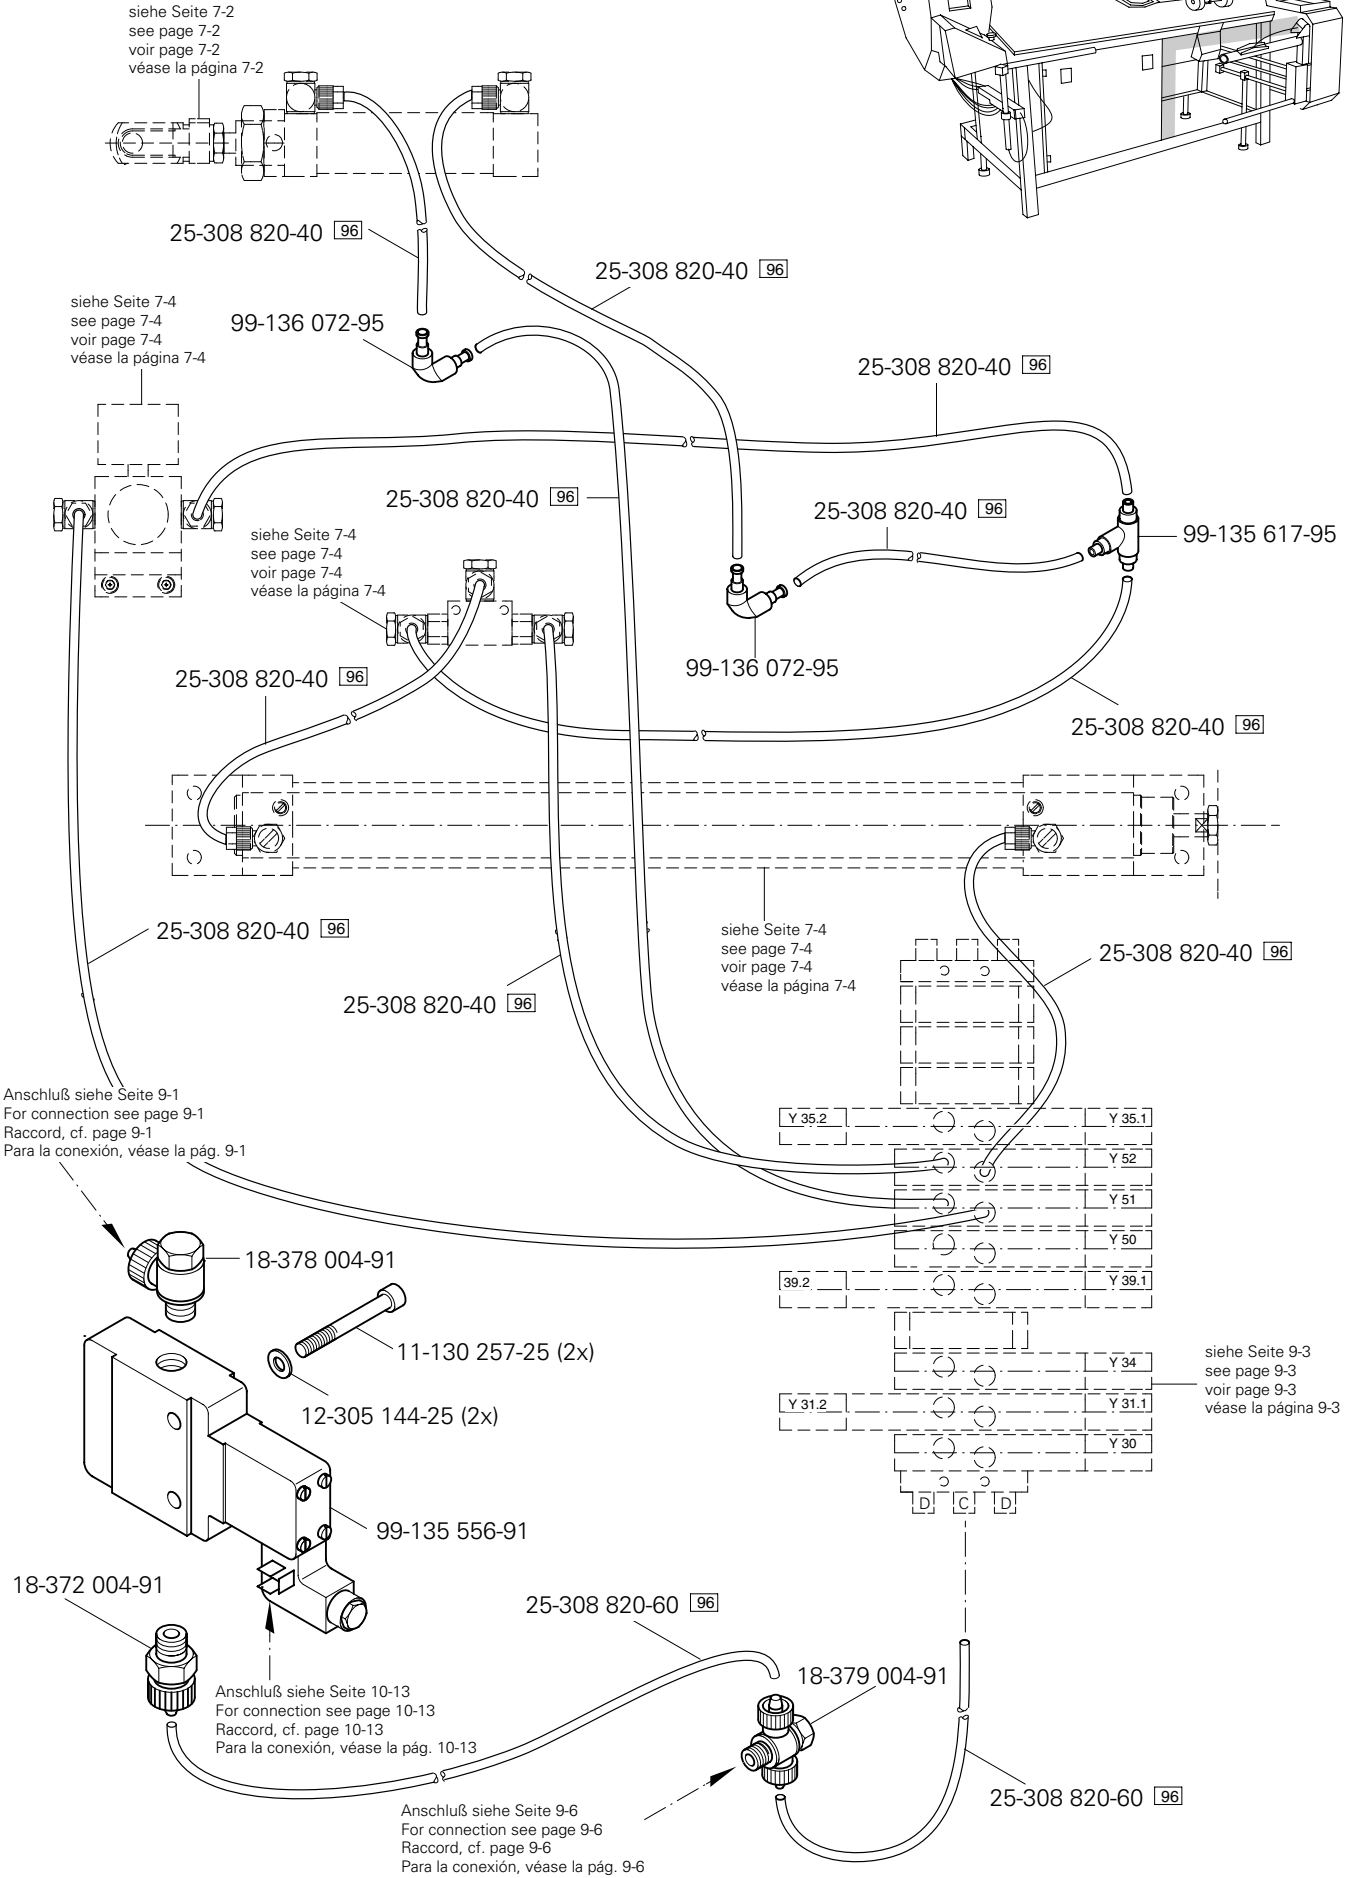 siehe Seite 7-2
see page 7-2
voir page 7-2
véase la página 7-2
25-308 820-40 96
25-308 820-40 96
siehe Seite 7-4
see page 7-4
voir page 7-4
véase la página 7-4
99-136 072-95
25-308 820-40 96
25-308 820-40 96
25-308 820-40 96
99-135 617-95
siehe Seite 7-4
see page 7-4
voir page 7-4
véase la página 7-4
99-136 072-95
25-308 820-40 96
25-308 820-40 96
25-308 820-40 96
siehe Seite 7-4
see page 7-4
voir page 7-4
véase la página 7-4
25-308 820-40 96
25-308 820-40 96
Anschluß siehe Seite 9-1
For connection see page 9-1
Raccord, cf. page 9-1
Para la conexión, véase la pág. 9-1
Y 35.2
Y 35.1
Y 52
Y 51
Y 50
39.2
Y 39.1
18-378 004-91
11-130 257-25 (2x)
12-305 144-25 (2x)
Y 34
Y 31.2
Y 31.1
Y 30
D
C
D
siehe Seite 9-3
see page 9-3
voir page 9-3
véase la página 9-3
99-135 556-91
18-372 004-91
25-308 820-60 96
18-379 004-91
Anschluß siehe Seite 10-13
For connection see page 10-13
Raccord, cf. page 10-13
Para la conexión, véase la pág. 10-13
25-308 820-60 96
Anschluß siehe Seite 9-6
For connection see page 9-6
Raccord, cf. page 9-6
Para la conexión, véase la pág. 9-6